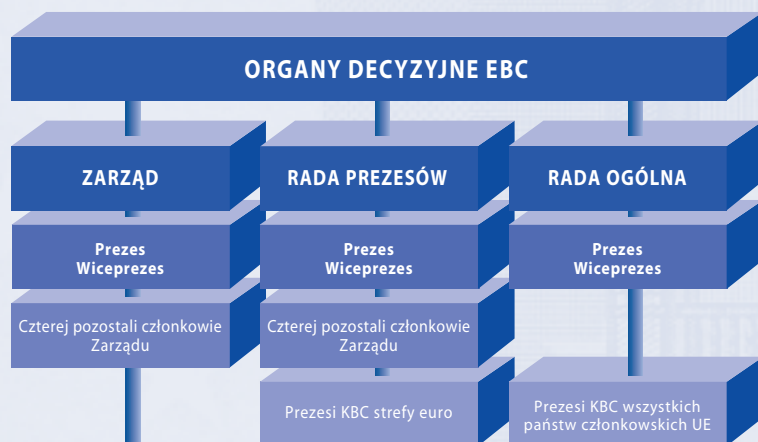 ORGANY DECYZYJNE EBC
ZARZĄD
RADA PREZESÓW
RADA OGÓLNA
Prezes
Wiceprezes
Prezes
Wiceprezes
Prezes
Wiceprezes
Czterej pozostali członkowie
Zarządu
Czterej pozostali członkowie
Zarządu
Prezesi KBC strefy euro
Prezesi KBC wszystkich
państw członkowskich UE